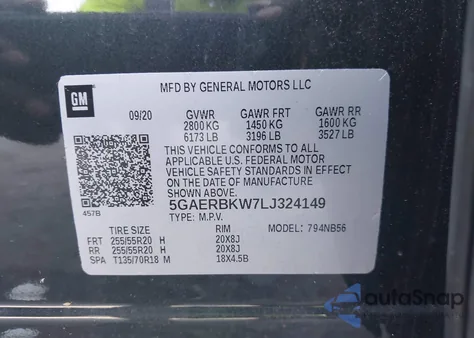 MFD BY GENERAL MOTORS LLC
GM
09/20 GVWR GAWR FRT GAWR RR
2800 KG 1450 KG 1600 KG
6173 LB 3196 LB 3527 LB
THIS VEHICLE CONFORMS TO ALL
APPLICABLE U.S. FEDERAL MOTOR
VEHICLE SAFETY STANDARDS IN EFFECT
ON THE DATE OF MANUFACTURE
SHOWN ABOVE.
457B
5GAERBKW7LJ324149
TYPE: M.P.V. MODEL: 794NB56
TIRE SIZE RIM
FRT 255/55R20 H 20X8J
RR 255/55R20 H 20X8J
SPA T135/70R18 M 18X4.5B
autoSnap